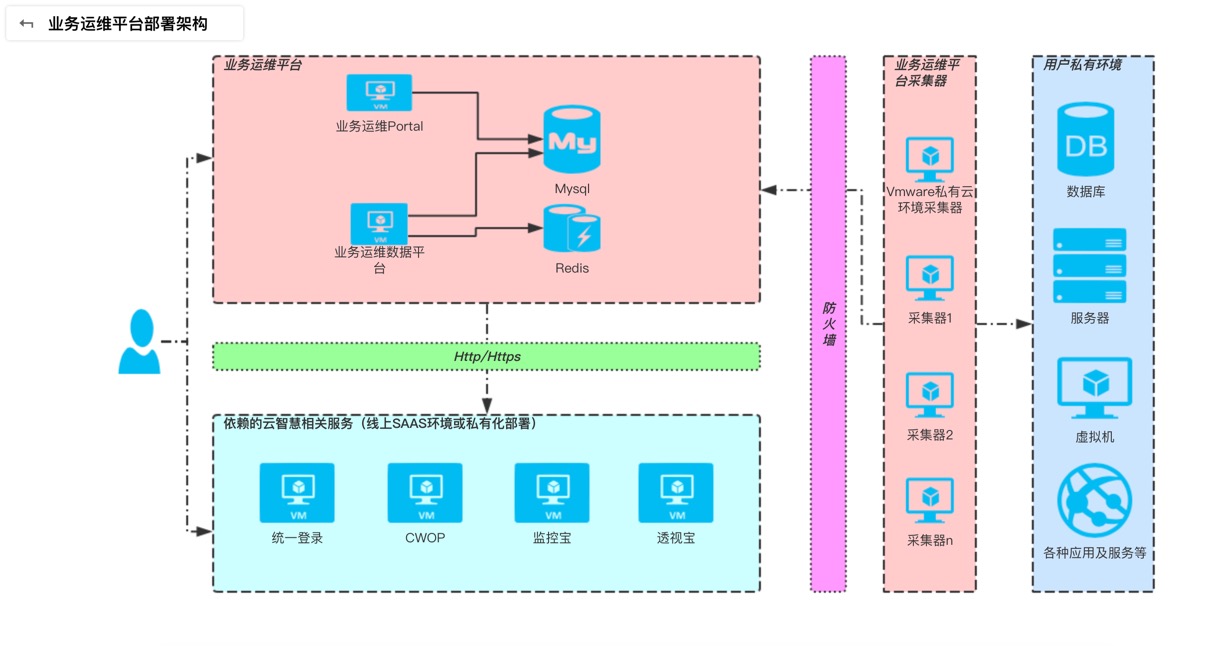 业务运维平台部署架构
业务运维平台
VM
业务运维Portal
My
Mysql
VM
业务运维数据平
台
Redis
Http/Https
依赖的云智慧相关服务（线上SAAS环境或私有化部署）
VM
统一登录
VM
CWOP
VM
监控宝
VM
透视宝
防
火
墙
业务运维平
台采集器
Vmware私有云
环境采集器
采集器1
采集器2
采集器n
用户私有环境
DB
数据库
服务器
虚拟机
各种应用及服务等